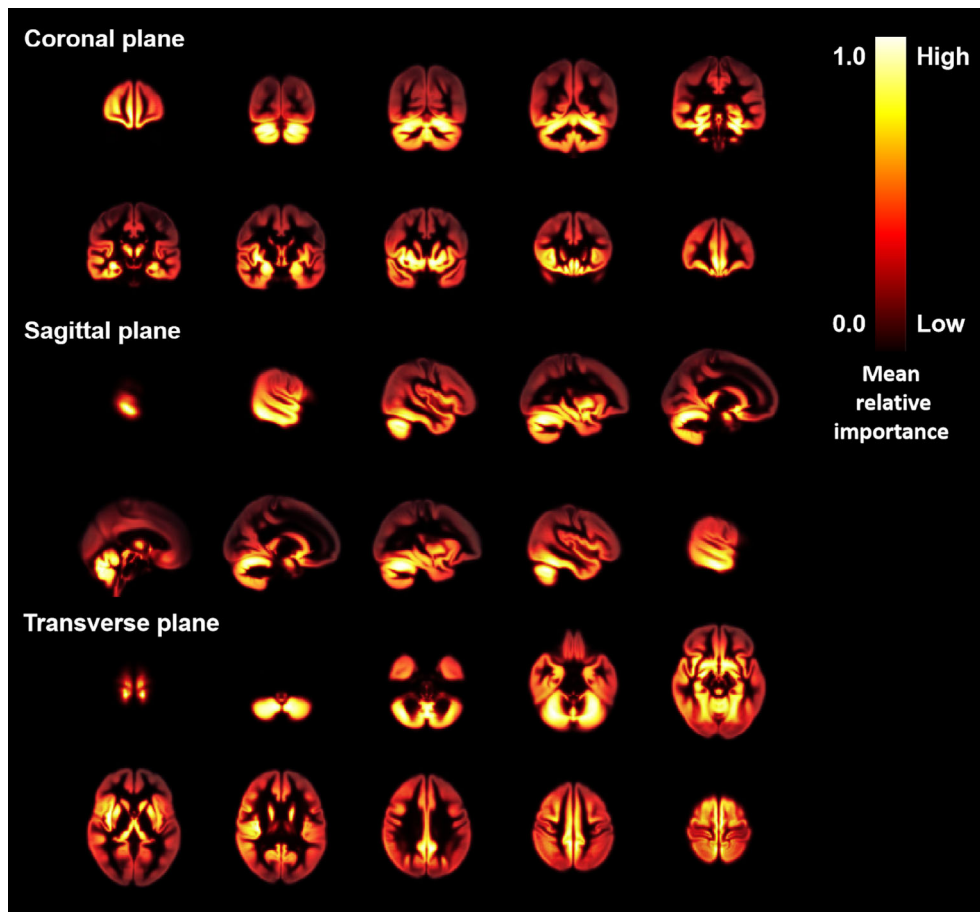 Coronal plane
1.0 High
Sagittal plane
0.0 Low
Mean
relative
importance
Transverse plane